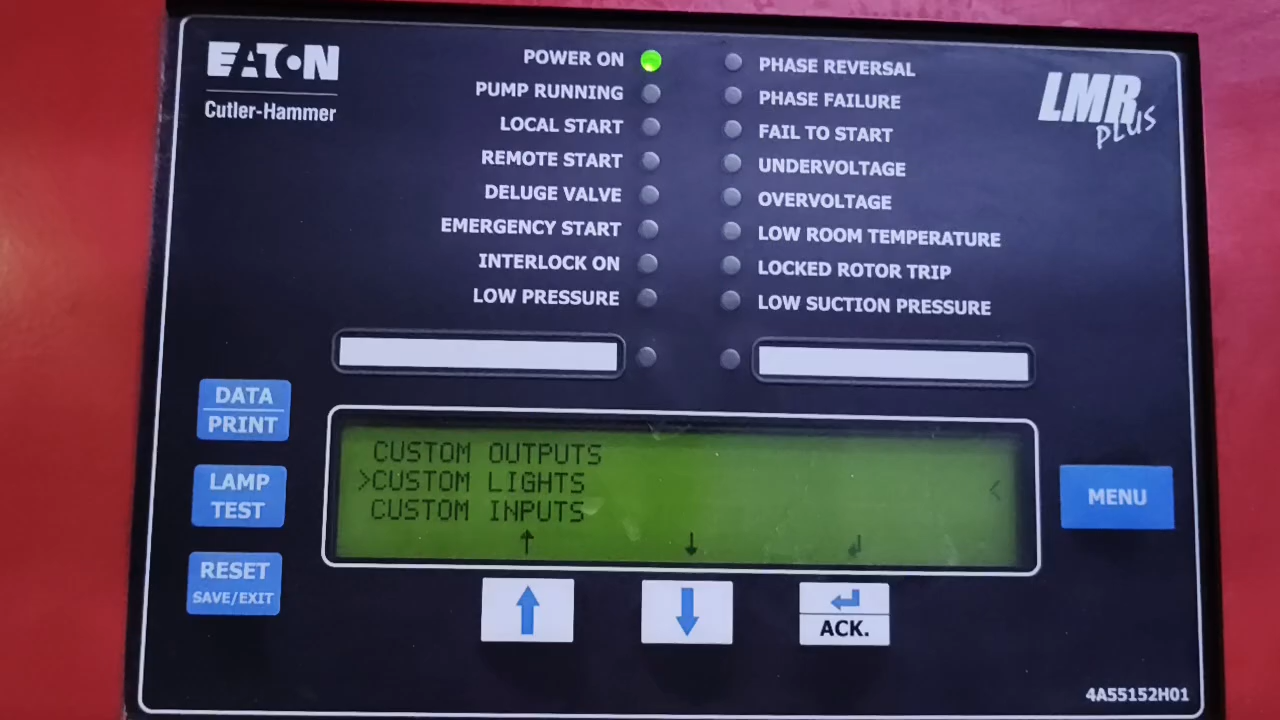 EATON
Cutler-Hammer
POWER ON
PUMP RUNNING
LOCAL START
REMOTE START
DELUGE VALVE
EMERGENCY START
INTERLOCK ON
LOW PRESSURE
PHASE REVERSAL
PHASE FAILURE
FAIL TO START
UNDERVOLTAGE
OVERVOLTAGE
LOW ROOM TEMPERATURE
LOCKED ROTOR TRIP
LOW SUCTION PRESSURE
LMR
PLUS
DATA
PRINT
LAMP
TEST
RESET
SAVE/EXIT
CUSTOM OUTPUTS
>CUSTOM LIGHTS <
CUSTOM INPUTS
↑ ↓ ↲
MENU
ACK.
4A55152H01